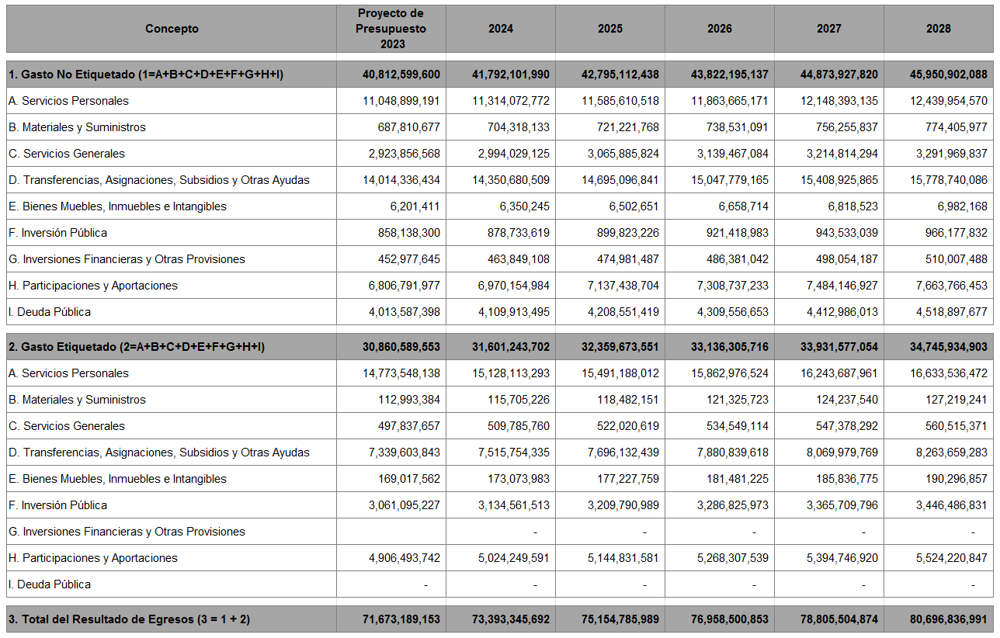 Concepto Proyecto de Presupuesto 2023 2024 2025 2026 2027 2028
1. Gasto No Etiquetado (1=A+B+C+D+E+F+G+H+I) 40,812,599,600 41,792,101,990 42,795,112,438 43,822,195,137 44,873,927,820 45,950,902,088
A. Servicios Personales 11,048,899,191 11,314,072,772 11,585,610,518 11,863,665,171 12,148,393,135 12,439,954,570
B. Materiales y Suministros 687,810,677 704,318,133 721,221,768 738,531,091 756,255,837 774,405,977
C. Servicios Generales 2,923,856,568 2,994,029,125 3,065,885,824 3,139,467,084 3,214,814,294 3,291,969,837
D. Transferencias, Asignaciones, Subsidios y Otras Ayudas 14,014,336,434 14,350,680,509 14,695,096,841 15,047,779,165 15,408,925,865 15,778,740,086
E. Bienes Muebles, Inmuebles e Intangibles 6,201,411 6,350,245 6,502,651 6,658,714 6,818,523 6,982,168
F. Inversión Pública 858,138,300 878,733,619 899,823,226 921,418,983 943,533,039 966,177,832
G. Inversiones Financieras y Otras Provisiones 452,977,645 463,849,108 474,981,487 486,381,042 498,054,187 510,007,488
H. Participaciones y Aportaciones 6,806,791,977 6,970,154,984 7,137,438,704 7,308,737,233 7,484,146,927 7,663,766,453
I. Deuda Pública 4,013,587,398 4,109,913,495 4,208,551,419 4,309,556,653 4,412,986,013 4,518,897,677
2. Gasto Etiquetado (2=A+B+C+D+E+F+G+H+I) 30,860,589,553 31,601,243,702 32,359,673,551 33,136,305,716 33,931,577,054 34,745,934,903
A. Servicios Personales 14,773,548,138 15,128,113,293 15,491,188,012 15,862,976,524 16,243,687,961 16,633,536,472
B. Materiales y Suministros 112,993,384 115,705,226 118,482,151 121,325,723 124,237,540 127,219,241
C. Servicios Generales 497,837,657 509,785,760 522,020,619 534,549,114 547,378,292 560,515,371
D. Transferencias, Asignaciones, Subsidios y Otras Ayudas 7,339,603,843 7,515,754,335 7,696,132,439 7,880,839,618 8,069,979,769 8,263,659,283
E. Bienes Muebles, Inmuebles e Intangibles 169,017,562 173,073,983 177,227,759 181,481,225 185,836,775 190,296,857
F. Inversión Pública 3,061,095,227 3,134,561,513 3,209,790,989 3,286,825,973 3,365,709,796 3,446,486,831
G. Inversiones Financieras y Otras Provisiones - - - - -
H. Participaciones y Aportaciones 4,906,493,742 5,024,249,591 5,144,831,581 5,268,307,539 5,394,746,920 5,524,220,847
I. Deuda Pública - - - - - -
3. Total del Resultado de Egresos (3 = 1 + 2) 71,673,189,153 73,393,345,692 75,154,785,989 76,958,500,853 78,805,504,874 80,696,836,991